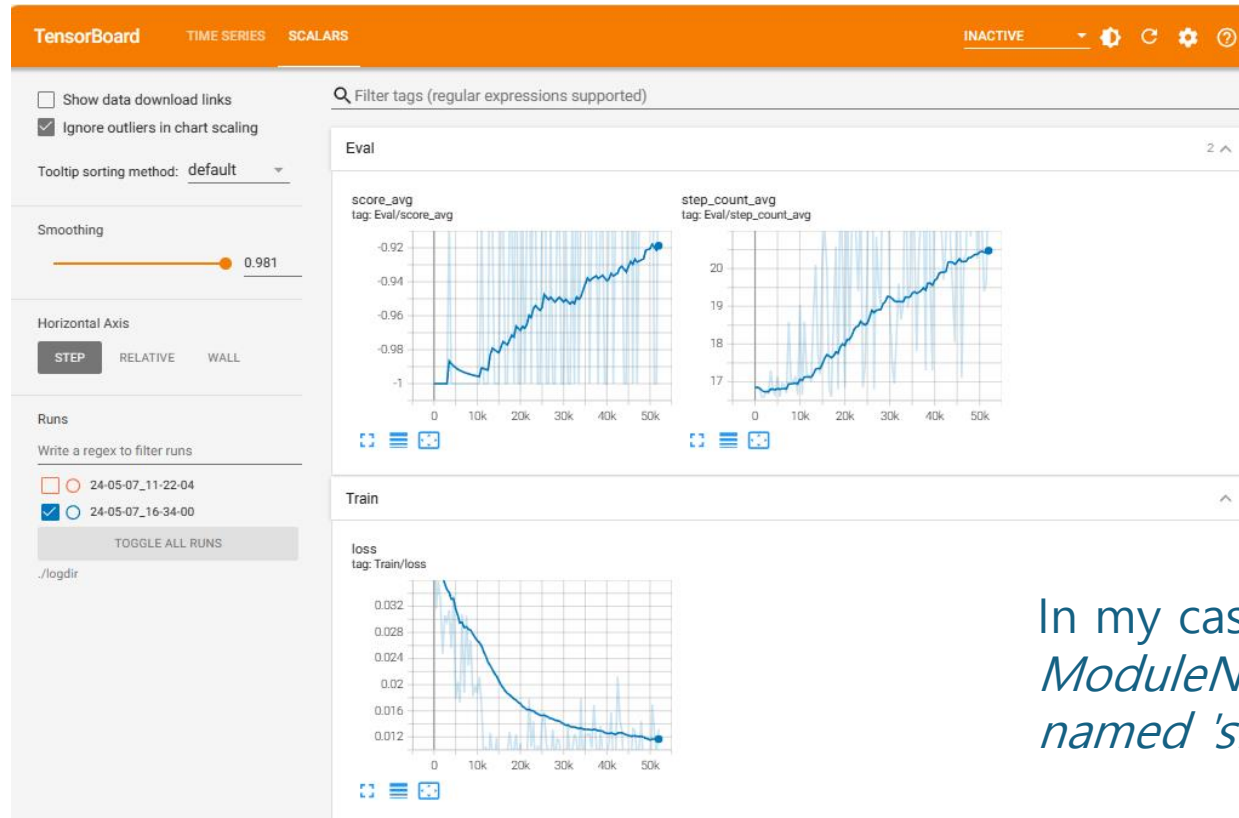 TensorBoard TIME SERIES SCALARS INACTIVE
Show data download links
Ignore outliers in chart scaling
Tooltip sorting method: default
Smoothing
0.981
Horizontal Axis
STEP RELATIVE WALL
Runs
Write a regex to filter runs
24-05-07_11-22-04
24-05-07_16-34-00
TOGGLE ALL RUNS
./logdir
Filter tags (regular expressions supported)
Eval 2
score_avg
tag: Eval/score_avg
-0.92
-0.94
-0.96
-0.98
-1
0 10k 20k 30k 40k 50k
step_count_avg
tag: Eval/step_count_avg
20
19
18
17
0 10k 20k 30k 40k 50k
Train
loss
tag: Train/loss
0.032
0.028
0.024
0.02
0.016
0.012
0 10k 20k 30k 40k 50k
In my cas
ModuleN
named 's